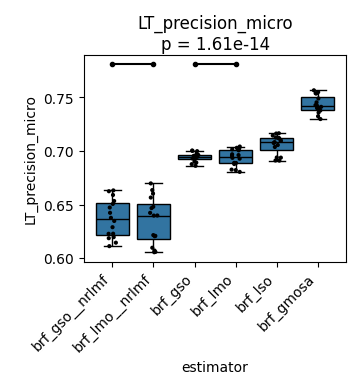 LT_precision_micro
p = 1.61e-14
LT_precision_micro
0.75
0.70
0.65
0.60
brf_gso__nrlmf
brf_lmo__nrlmf
brf_gso
brf_lmo
brf_lso
brf_gmosa
estimator